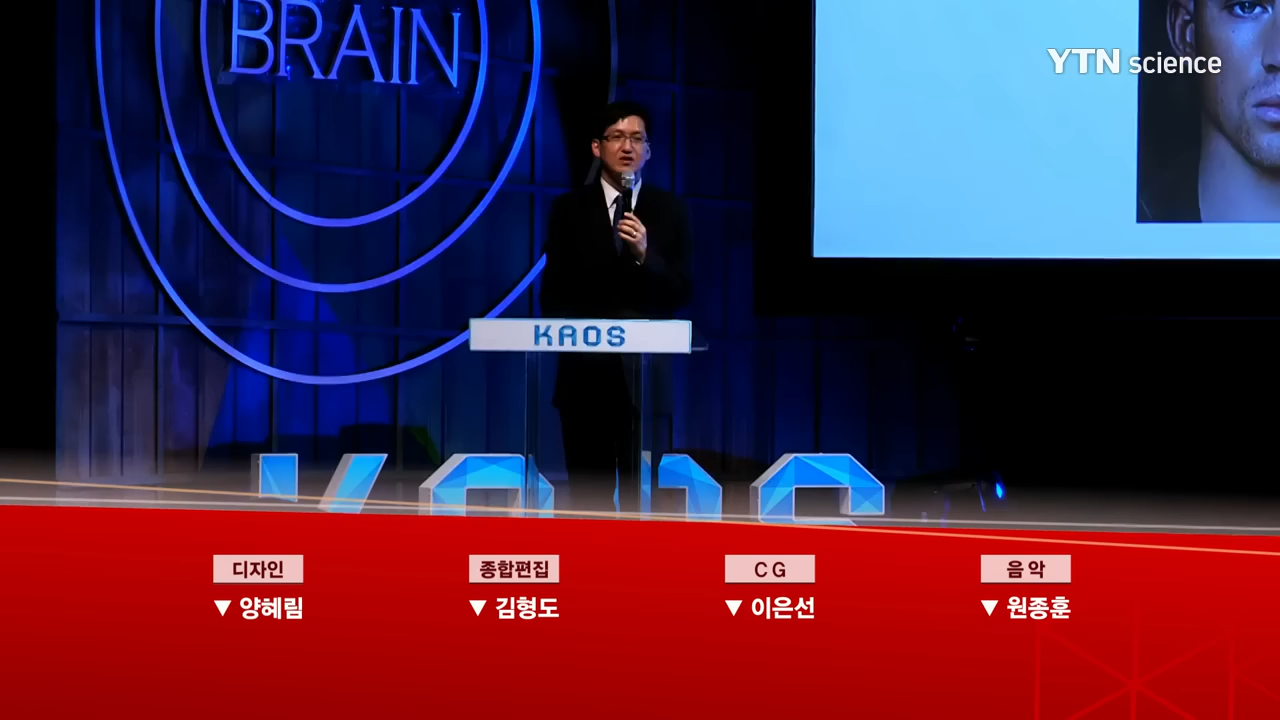 BRAIN
YTN science
KAOS
KAOS
디자인
종합편집
CG
음악
▼ 양혜림
▼ 김형도
▼ 이은선
▼ 원종훈